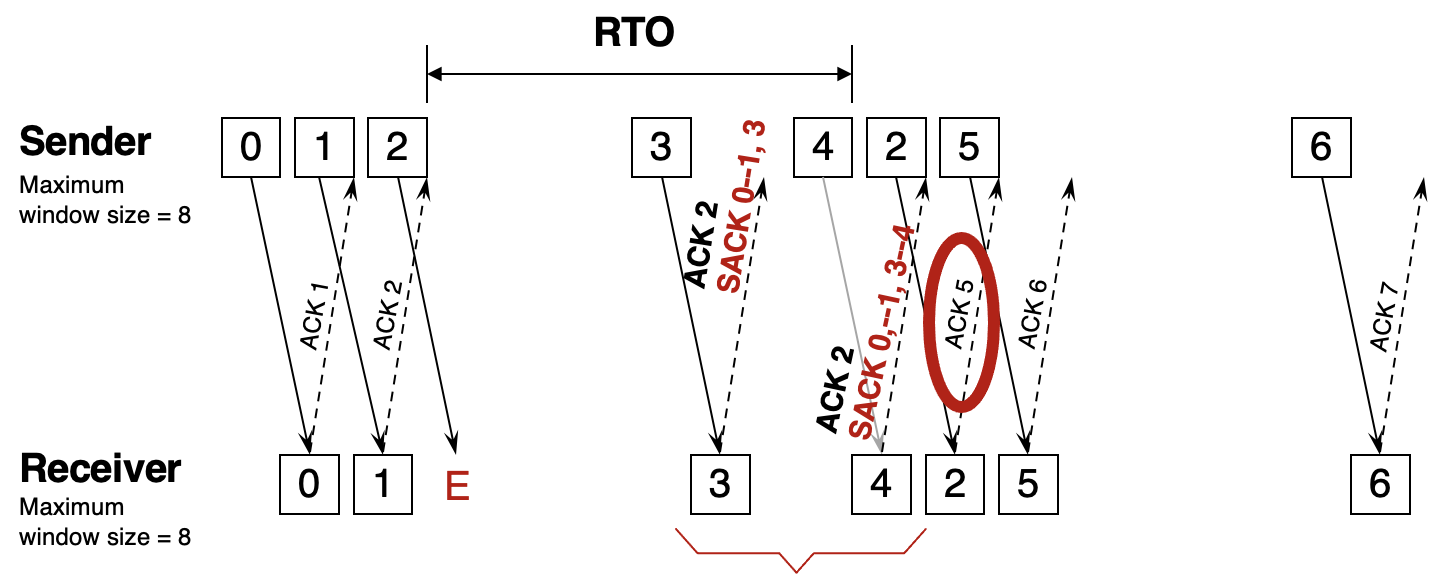 RTO
Sender
Maximum
window size = 8
0
1
2
3
4
2
5
6
ACK 1
ACK 2
ACK 2
SACK 0--1, 3
ACK 2
SACK 0,--1, 3--4
ACK 5
ACK 6
ACK 7
Receiver
Maximum
window size = 8
0
1
E
3
4
2
5
6